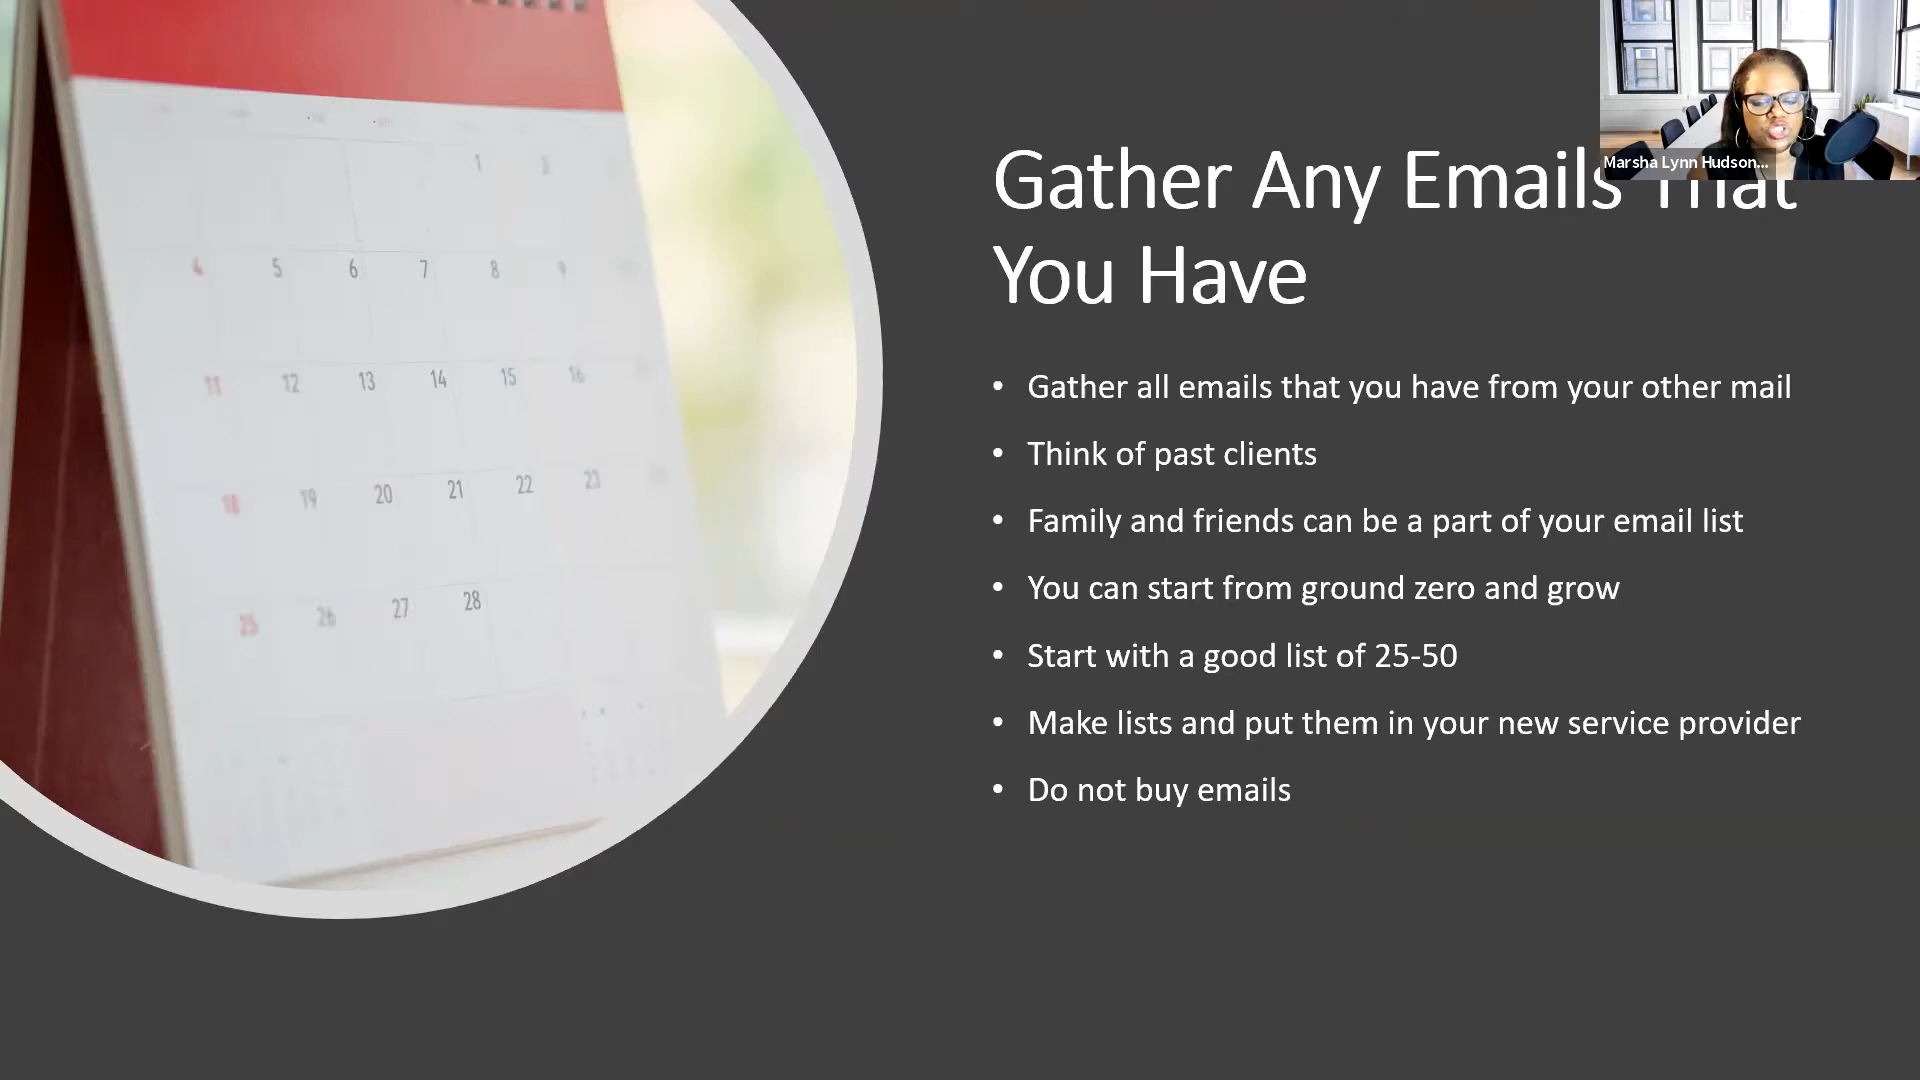 Marsha Lynn Hudson...
Gather Any Emails That
You Have
• Gather all emails that you have from your other mail
• Think of past clients
• Family and friends can be a part of your email list
• You can start from ground zero and grow
• Start with a good list of 25-50
• Make lists and put them in your new service provider
• Do not buy emails
1 2
4 5 6 7 8 9
11 12 13 14 15 16
18 19 20 21 22 23
25 26 27 28